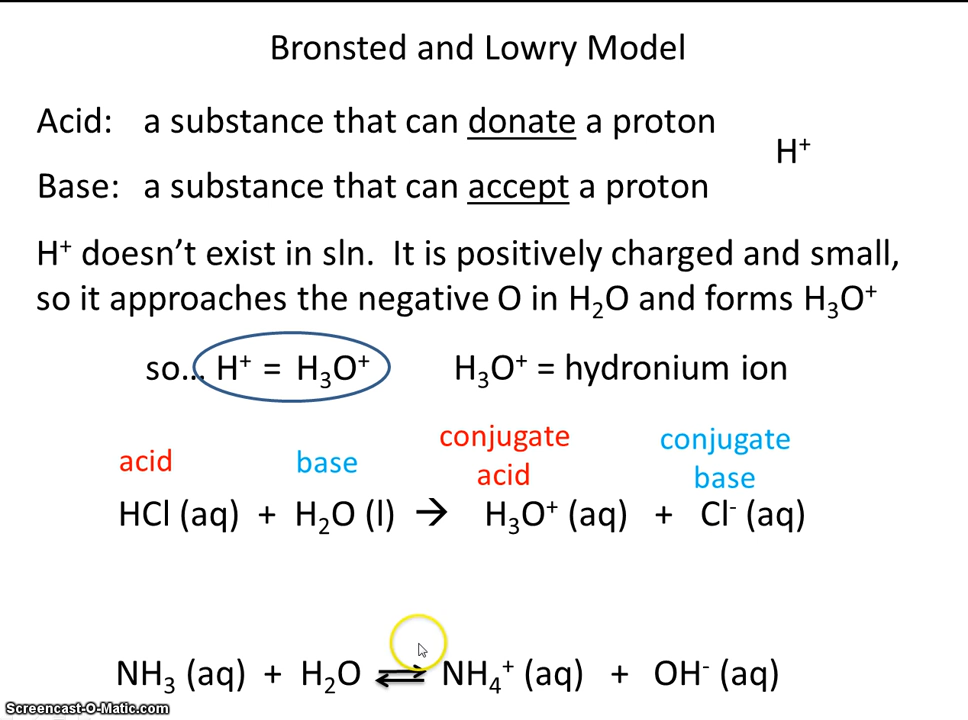 Bronsted and Lowry Model
Acid: a substance that can donate a proton
H⁺
Base: a substance that can accept a proton
H⁺ doesn’t exist in sln. It is positively charged and small,
so it approaches the negative O in H₂O and forms H₃O⁺
so… H⁺ = H₃O⁺ H₃O⁺ = hydronium ion
acid base conjugate acid conjugate base
HCl (aq) + H₂O (l) → H₃O⁺ (aq) + Cl⁻ (aq)
NH₃ (aq) + H₂O ⇌ NH₄⁺ (aq) + OH⁻ (aq)
Screencast-O-Matic.com